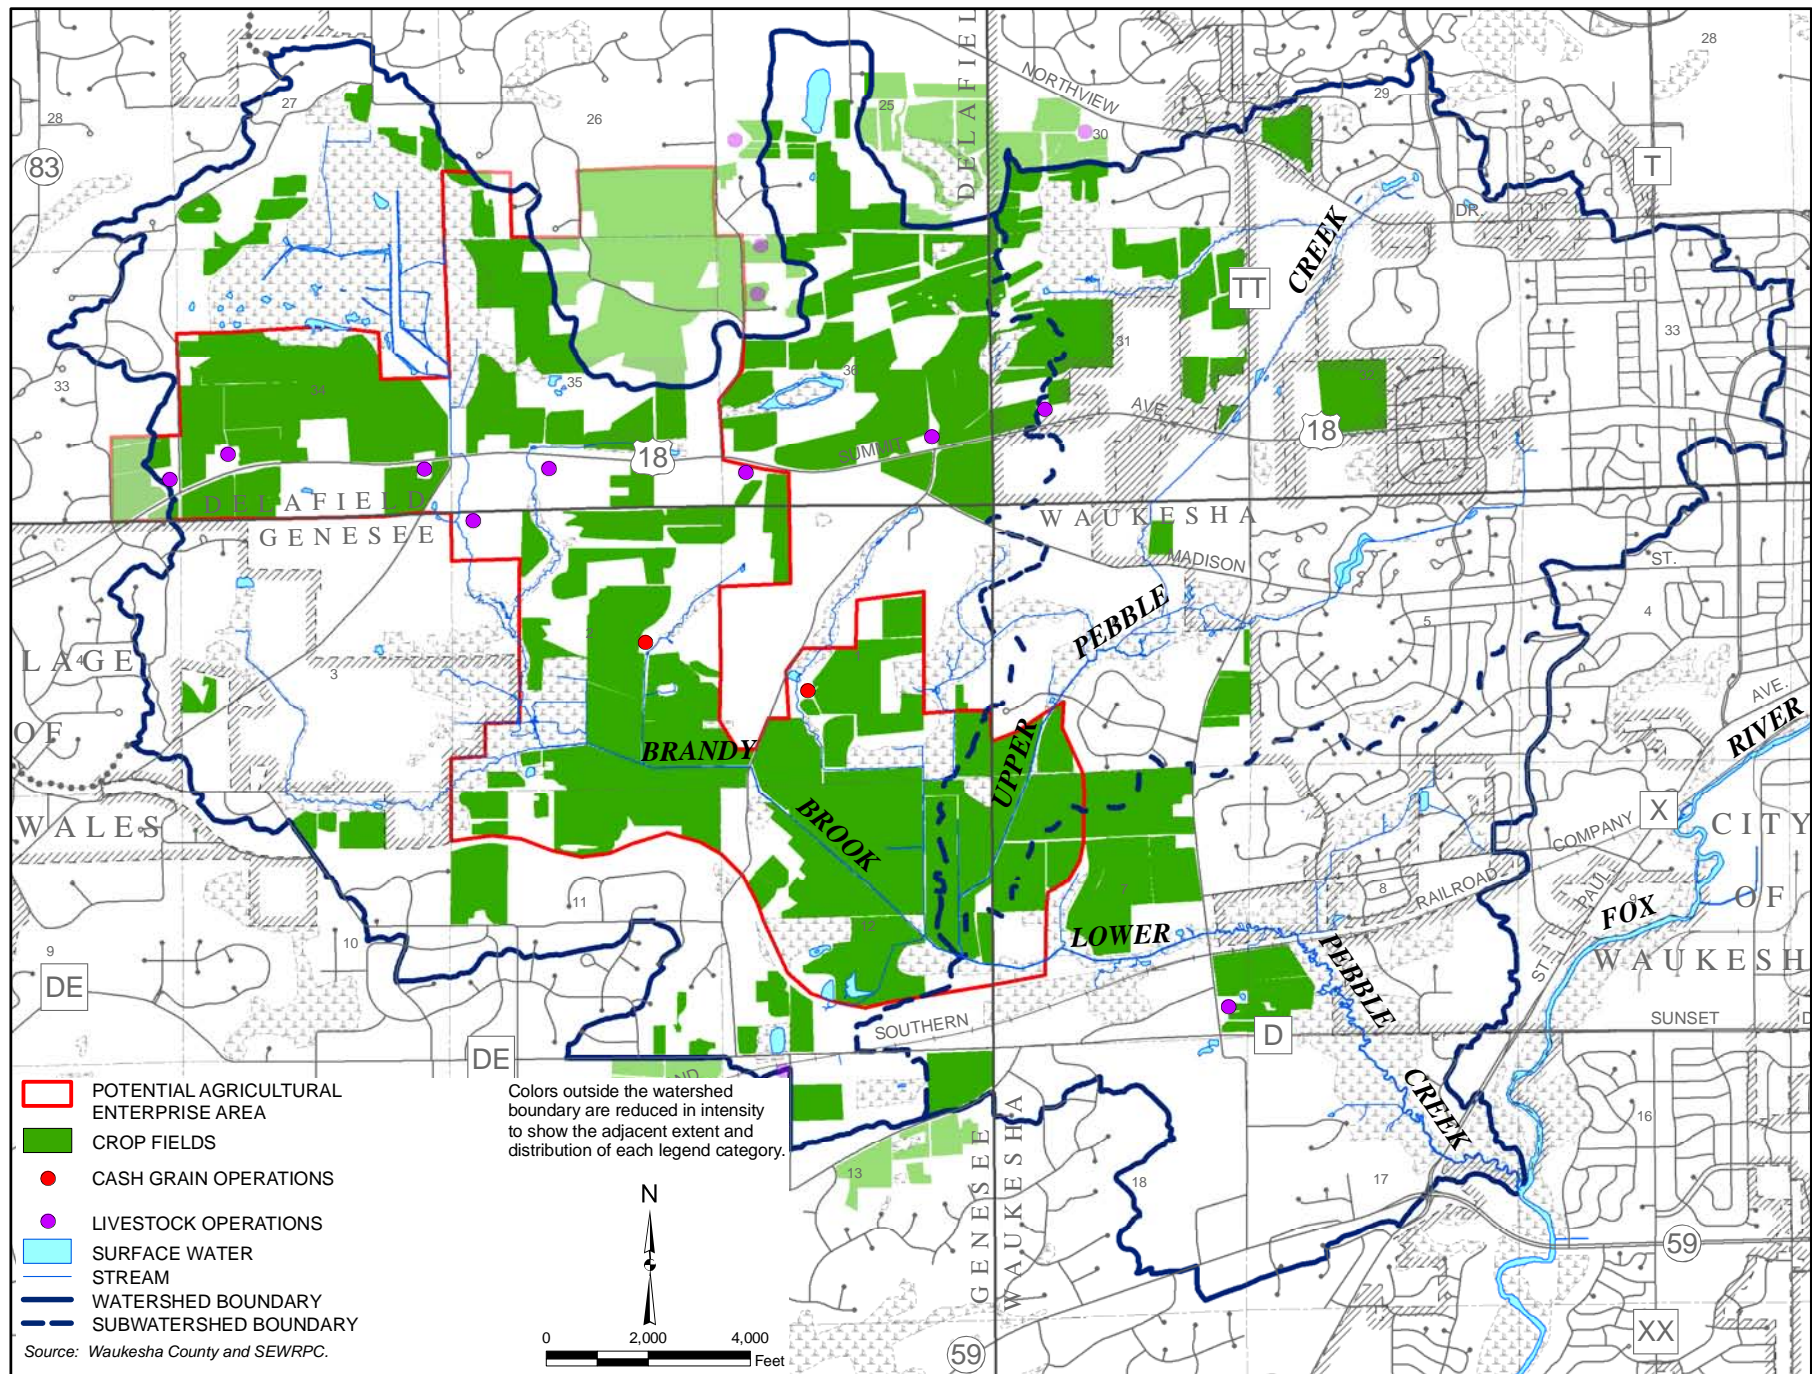 28
27
26
25
DELAFIEL
NORTHVIEW
30
29
28
83
T
CREEK
DR.
TT
33
34
35
36
31
32
33
AVE.
18
18
SUMMIT
DELAFIELD
GENESEE
WAUKESHA
MADISON
ST.
LAGE
4
3
2
PEBBLE
5
4
OF
BRANDY
UPPER
AVE.
RIVER
WALES
BROOK
X
CITY
COMPANY
OF
11
12
7
8
RAILROAD
PAUL
9
FOX
10
9
LOWER
PEBBLE
ST.
WAUKESH
DE
SOUTHERN
D
SUNSET
D
DE
ND
CREEK
16
13
18
17
GENESEE
WAUKESHA
59
59
XX
POTENTIAL AGRICULTURAL
ENTERPRISE AREA
CROP FIELDS
CASH GRAIN OPERATIONS
LIVESTOCK OPERATIONS
SURFACE WATER
STREAM
WATERSHED BOUNDARY
SUBWATERSHED BOUNDARY
Source: Waukesha County and SEWRPC.
Colors outside the watershed
boundary are reduced in intensity
to show the adjacent extent and
distribution of each legend category.
N
0 2,000 4,000
Feet